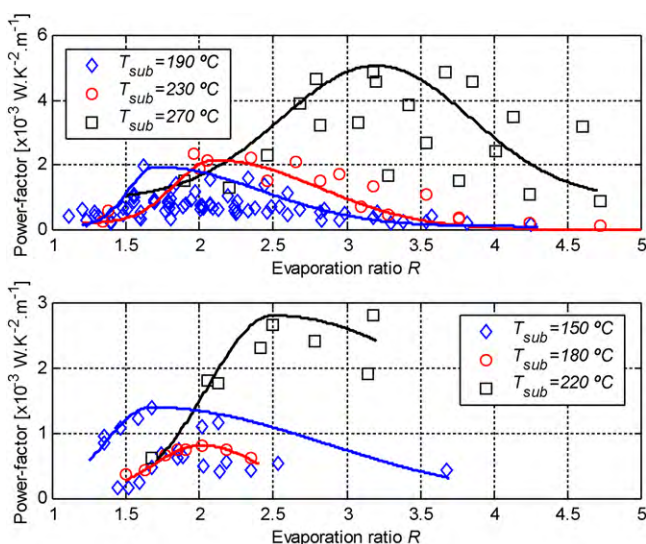 Power-factor [x10⁻³ W.K⁻².m⁻¹]
6
4
2
0
T_sub=190 ºC
T_sub=230 ºC
T_sub=270 ºC
1 1.5 2 2.5 3 3.5 4 4.5 5
Evaporation ratio R
Power-factor [x10⁻³ W.K⁻².m⁻¹]
3
2
1
0
T_sub=150 ºC
T_sub=180 ºC
T_sub=220 ºC
1 1.5 2 2.5 3 3.5 4 4.5 5
Evaporation ratio R